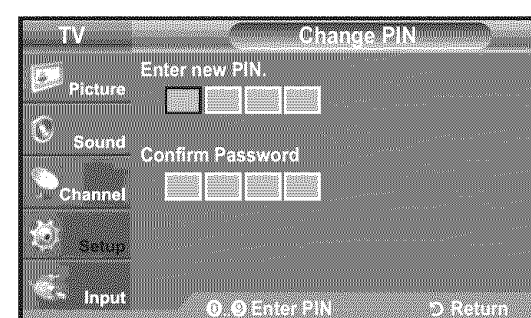 TV
Change PIN
Picture
Sound
Channel
Setup
Input
Enter new PIN.
Confirm Password
0..9 Enter PIN
Return